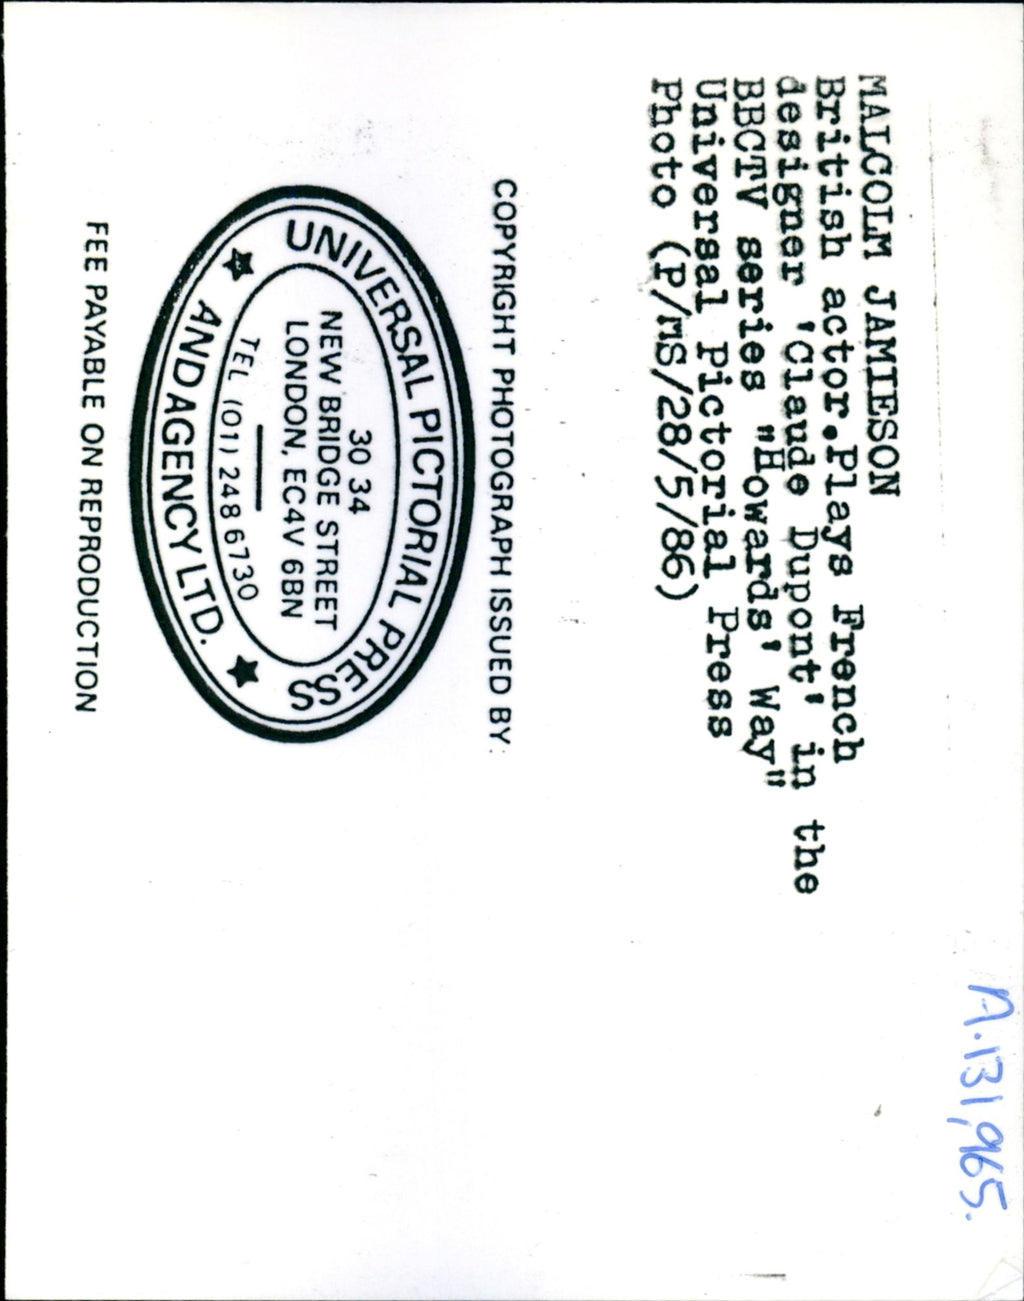 A.131,965.
MALCOLM JAMIESON
British actor.Plays French
designer 'Claude Dupont' in the
BBCTV series "Howards' Way"
Universal Pictorial Press
Photo (P/MS/28/5/86)
COPYRIGHT PHOTOGRAPH ISSUED BY:
UNIVERSAL PICTORIAL PRESS
30 34
NEW BRIDGE STREET
LONDON, EC4V 6BN
TEL (01) 248 6730
AND AGENCY LTD.
FEE PAYABLE ON REPRODUCTION